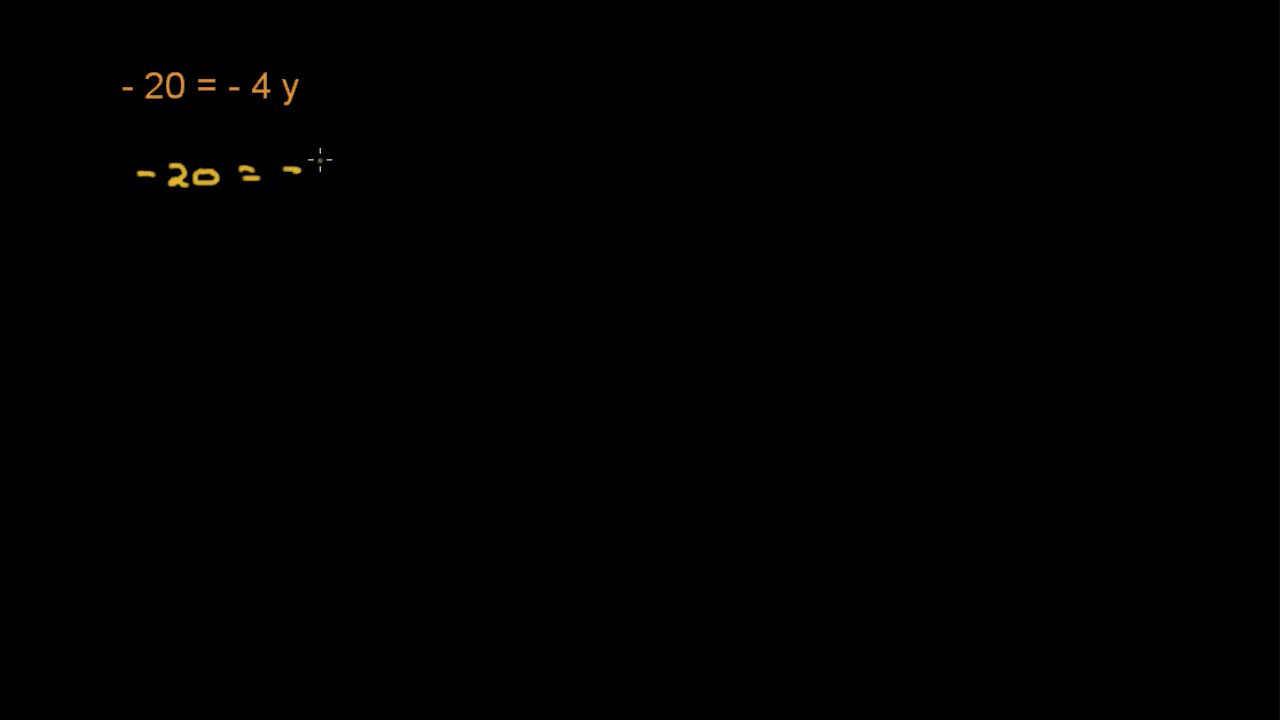 - 20 = - 4 y
- 20 = -